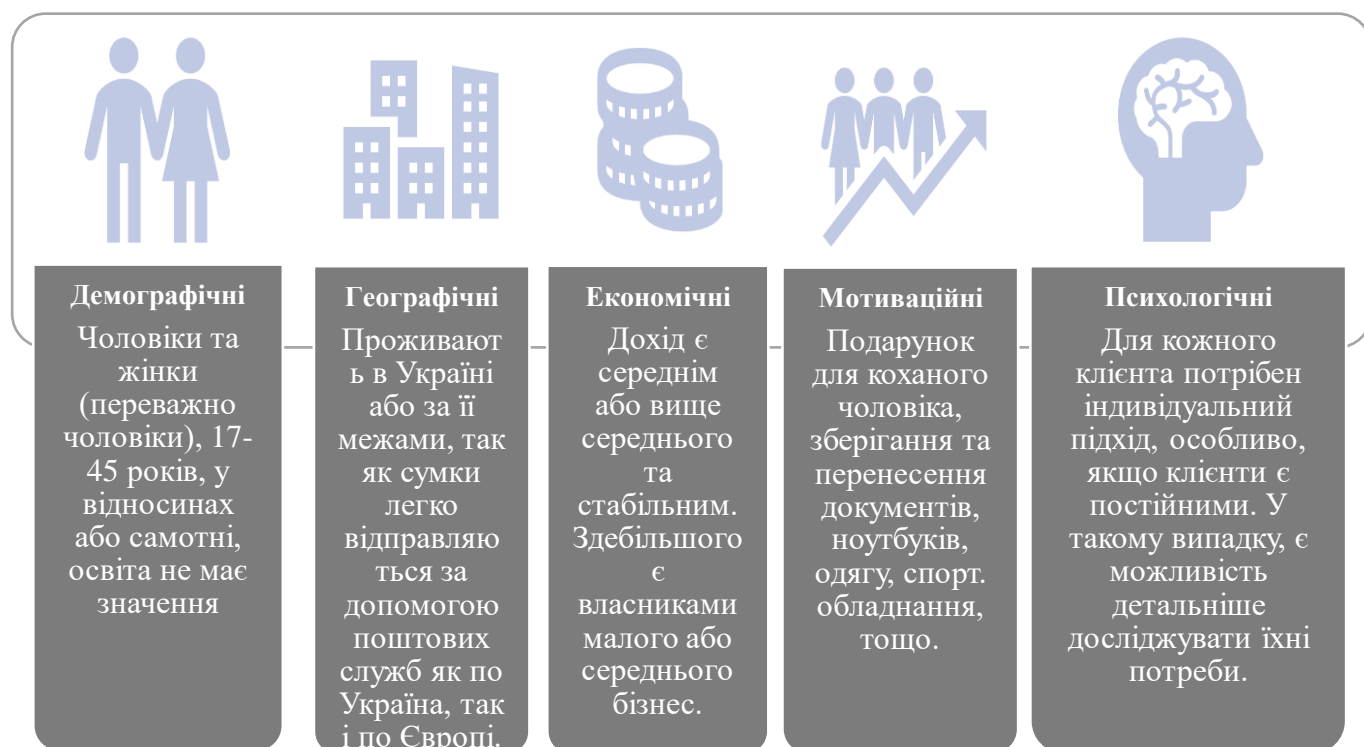 Демографічні
Чоловіки та
жінки
(переважно
чоловіки), 17-
45 років, у
відносинах
або самотні,
освіта не має
значення
Географічні
Проживают
ь в Україні
або за її
межами, так
як сумки
легко
відправляю
ться за
допомогою
поштових
служб як по
Україна, так
і по Європі.
Економічні
Дохід є
середнім
або вище
середнього
та
стабільним.
Здебільшого
є
власниками
малого або
середнього
бізнес.
Мотиваційні
Подарунок
для коханого
чоловіка,
зберігання та
перенесення
документів,
ноутбуків,
одягу, спорт.
обладнання,
тощо.
Психологічні
Для кожного
клієнта потрібен
індивідуальний
підхід, особливо,
якщо клієнти є
постійними. У
такому випадку, є
можливість
детальніше
досліджувати їхні
потреби.